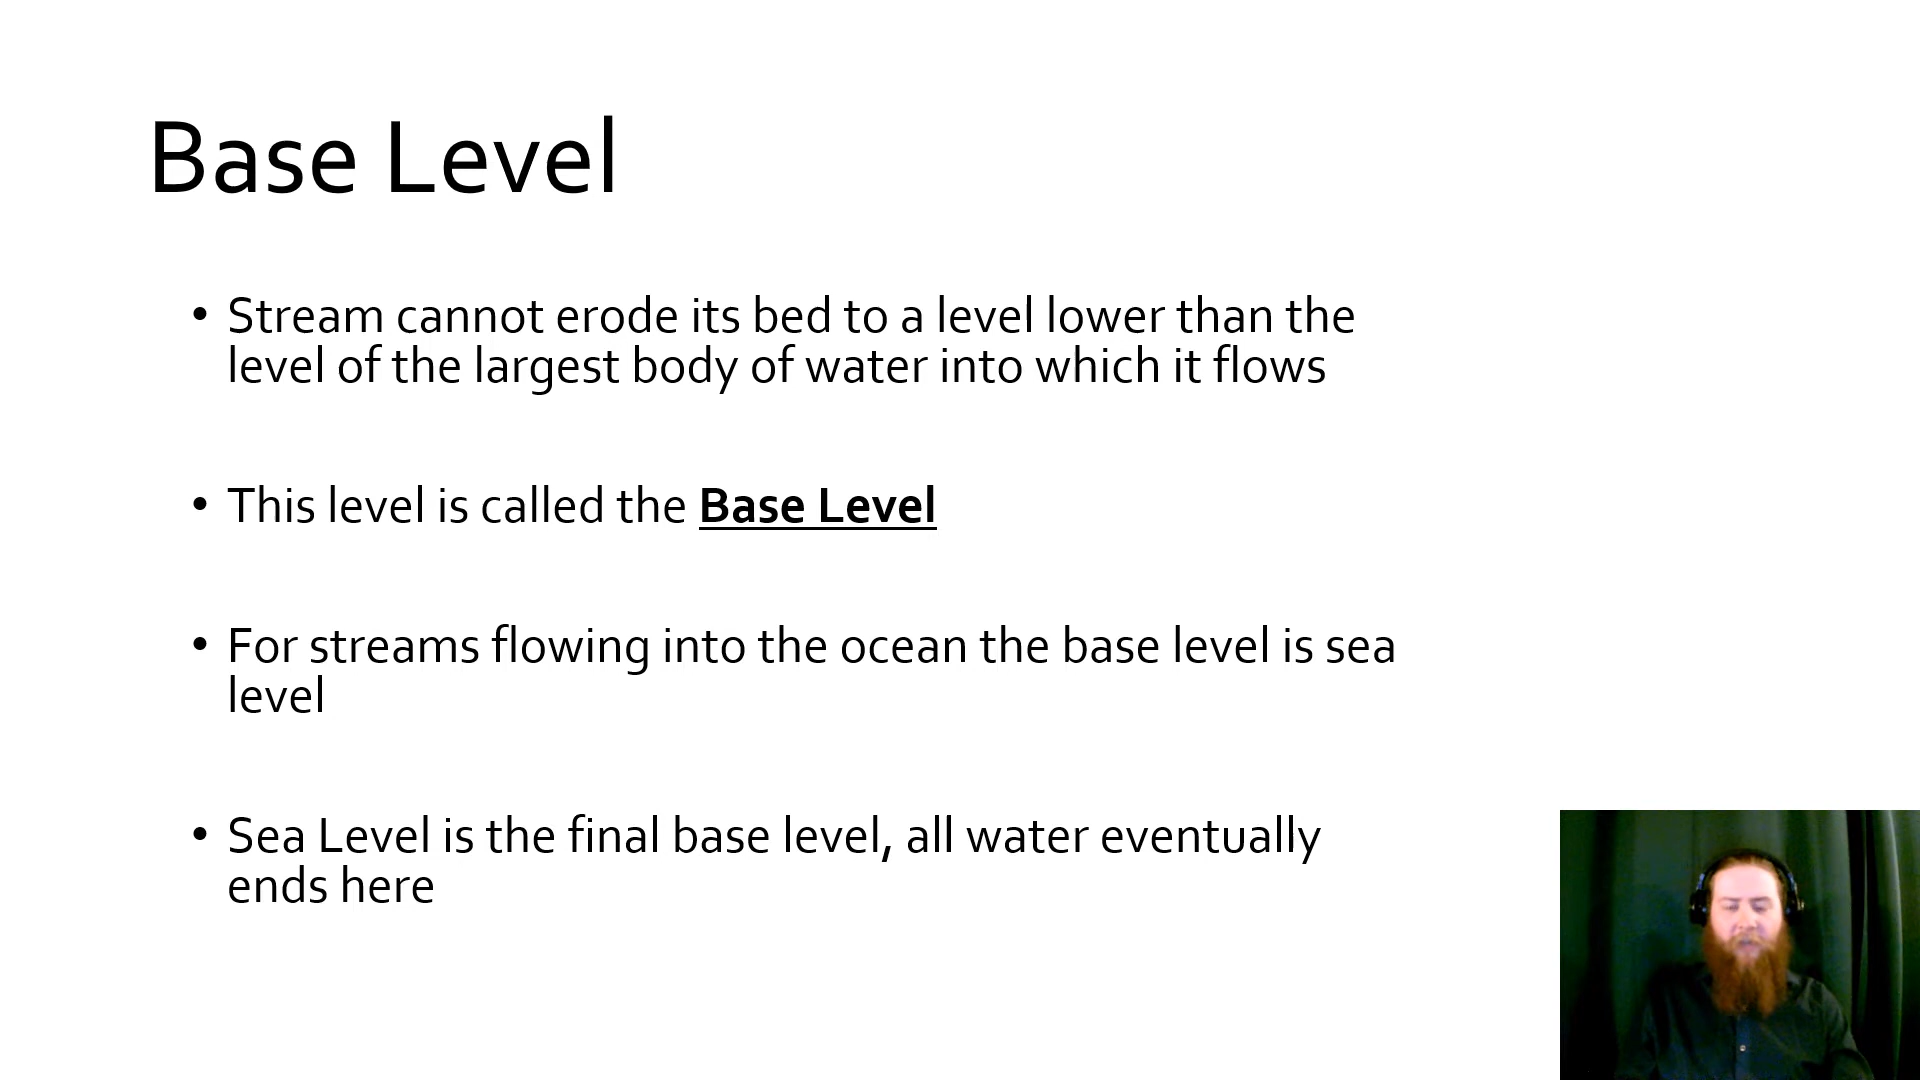 Base Level
• Stream cannot erode its bed to a level lower than the
level of the largest body of water into which it flows
• This level is called the Base Level
• For streams flowing into the ocean the base level is sea
level
• Sea Level is the final base level, all water eventually
ends here